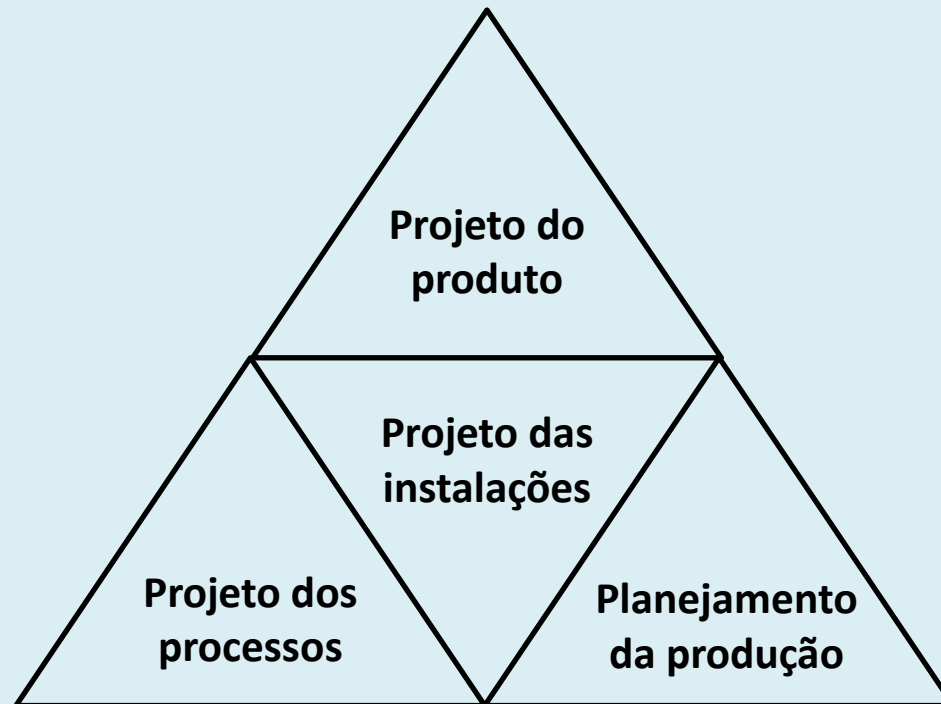 Projeto do
produto
Projeto das
instalações
Projeto dos
processos
Planejamento
da produção